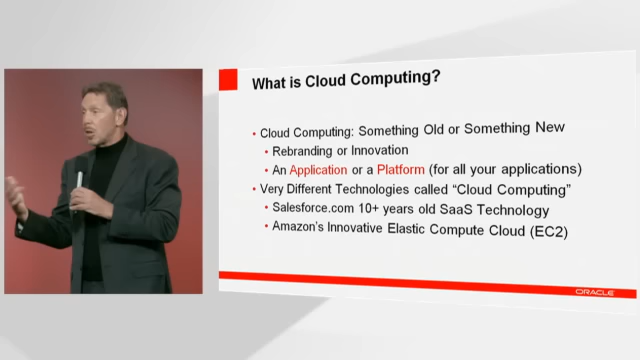 What is Cloud Computing?
• Cloud Computing: Something Old or Something New
• Rebranding or Innovation
• An Application or a Platform (for all your applications)
• Very Different Technologies called “Cloud Computing”
• Salesforce.com 10+ years old SaaS Technology
• Amazon's Innovative Elastic Compute Cloud (EC2)
ORACLE